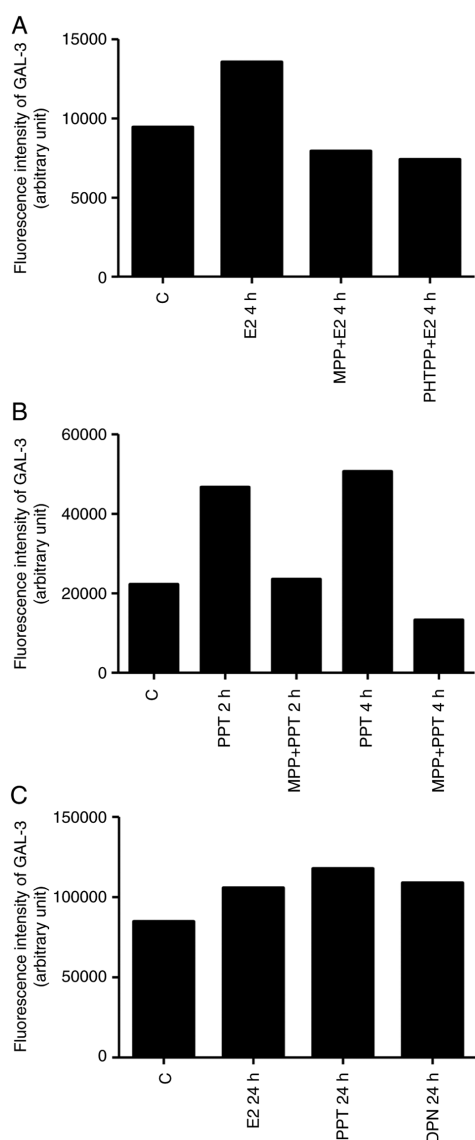 A
Fluorescence intensity of GAL-3
(arbitrary unit)
15000
10000
5000
0
C
E2 4 h
MPP+E2 4 h
PHTPP+E2 4 h
B
Fluorescence intensity of GAL-3
(arbitrary unit)
60000
40000
20000
0
C
PPT 2 h
MPP+PPT 2 h
PPT 4 h
MPP+PPT 4 h
C
Fluorescence intensity of GAL-3
(arbitrary unit)
150000
100000
50000
0
C
E2 24 h
PPT 24 h
DPN 24 h